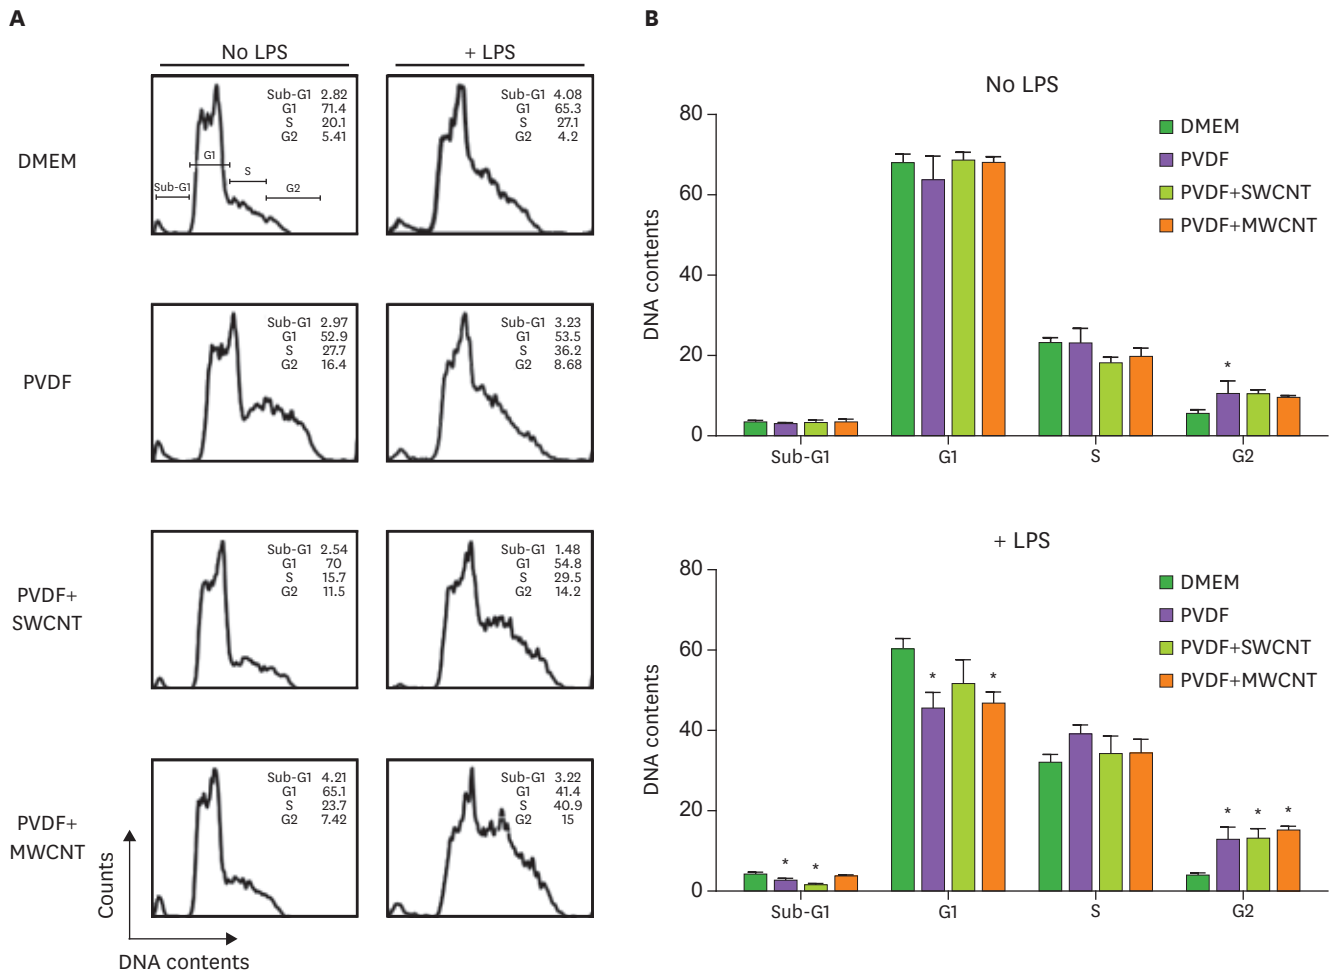 A
No LPS
+ LPS
DMEM
Sub-G1 2.82
G1 71.4
S 20.1
G2 5.41
Sub-G1
G1
S
G2
Sub-G1 4.08
G1 65.3
S 27.1
G2 4.2
PVDF
Sub-G1 2.97
G1 52.9
S 27.7
G2 16.4
Sub-G1 3.23
G1 53.5
S 36.2
G2 8.68
PVDF+
SWCNT
Sub-G1 2.54
G1 70
S 15.7
G2 11.5
Sub-G1 1.48
G1 54.8
S 29.5
G2 14.2
PVDF+
MWCNT
Sub-G1 4.21
G1 65.1
S 23.7
G2 7.42
Sub-G1 3.22
G1 41.4
S 40.9
G2 15
Counts
DNA contents
B
No LPS
DNA contents
80
60
40
20
0
DMEM
PVDF
PVDF+SWCNT
PVDF+MWCNT
*
Sub-G1 G1 S G2
+ LPS
DNA contents
80
60
40
20
0
DMEM
PVDF
PVDF+SWCNT
PVDF+MWCNT
* *
* *
* * *
Sub-G1 G1 S G2